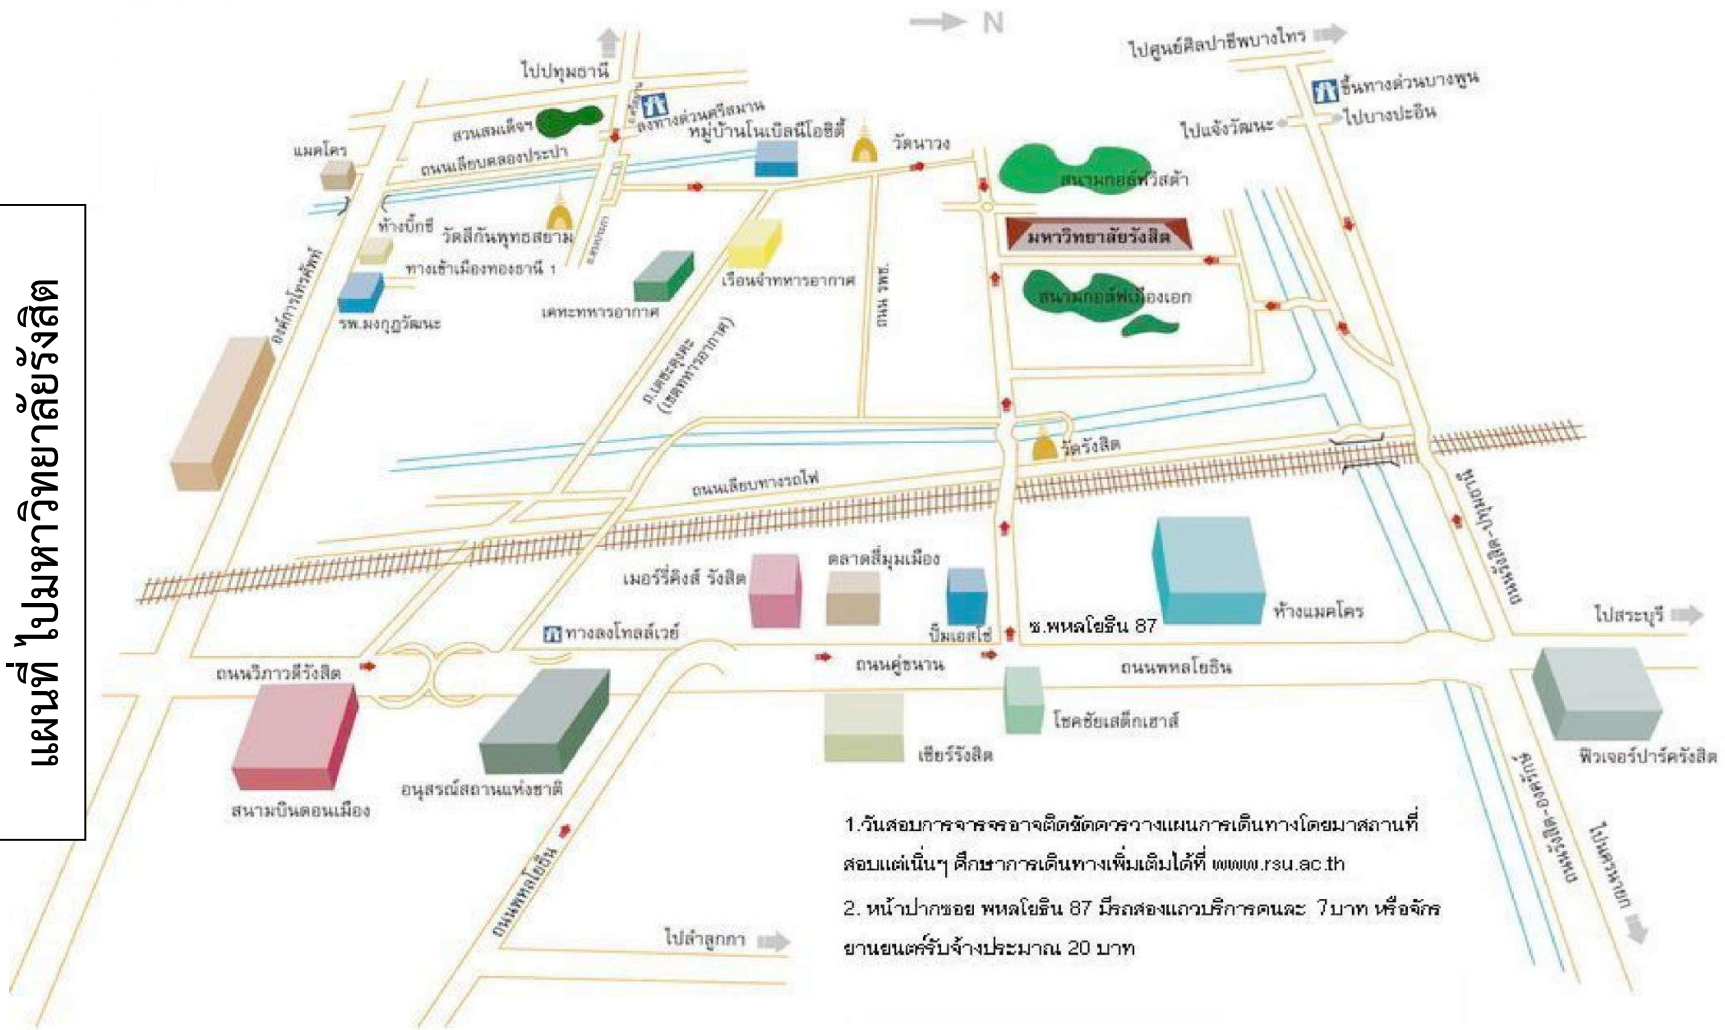 แผนที่ ไปมหาวิทยาลัยรังสิต
N
ไปปทุมธานี
ไปศูนย์ศิลปาชีพบางไทร
ขึ้นทางด่วนบางพูน
ไปแจ้งวัฒนะ
ไปบางปะอิน
สวนสมเด็จฯ
ถ.ศรีสมาน
ลงทางด่วนศรีสมาน
หมู่บ้านโนเบิลนีโอซิตี้
วัดนาวง
แมคโคร
ถนนเลียบคลองประปา
สนามกอล์ฟวิสต้า
ห้างบิ๊กซี
วัดสีกันพุทธสยาม
ถ.สรงประภา
มหาวิทยาลัยรังสิต
ทางเข้าเมืองทองธานี 1
เรือนจำทหารอากาศ
องค์การโทรศัพท์
รพ.มงกุฎวัฒนะ
เคหะทหารอากาศ
ถนน รพช.
สนามกอล์ฟเมืองเอก
ถ.เดชะตุงคะ
(เขตทหารอากาศ)
วัดรังสิต
ถนนเลียบทางรถไฟ
ถนนรังสิต-ปทุมธานี
เมอร์รี่คิงส์ รังสิต
ตลาดสี่มุมเมือง
ห้างแมคโคร
ไปสระบุรี
ทางลงโทลล์เวย์
ปั๊มเอสโซ่
ซ.พหลโยธิน 87
ถนนวิภาวดีรังสิต
ถนนคู่ขนาน
ถนนพหลโยธิน
โชคชัยสเต็กเฮาส์
เซียร์รังสิต
ฟิวเจอร์ปาร์ครังสิต
อนุสรณ์สถานแห่งชาติ
สนามบินดอนเมือง
ถนนรังสิต-องครักษ์
ไปนครนายก
ถนนพหลโยธิน
ไปลำลูกกา
1.วันสอบการจารจรอาจติดขัดควรวางแผนการเดินทางโดยมาสถานที่
สอบแต่เนิ่นๆ ศึกษาการเดินทางเพิ่มเติมได้ที่ www.rsu.ac.th
2. หน้าปากซอย พหลโยธิน 87 มีรถสองแถวบริการคนละ 7บาท หรือจักร
ยานยนตร์รับจ้างประมาณ 20 บาท